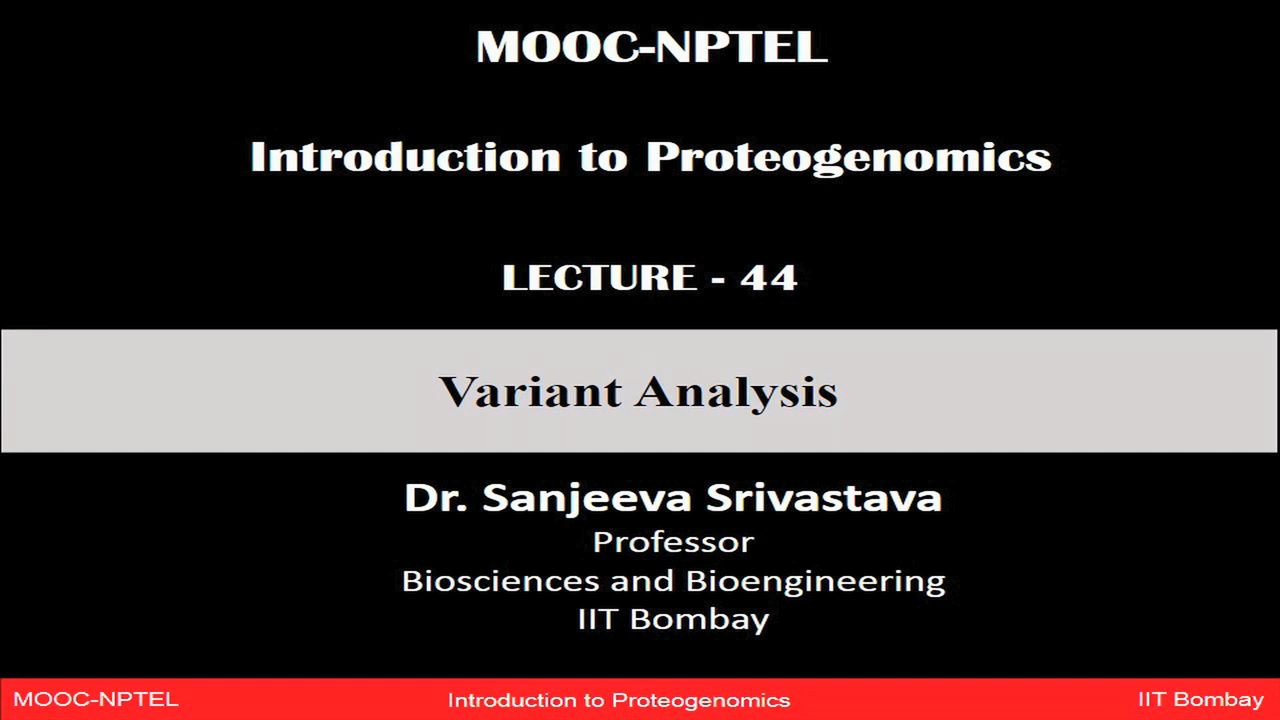 MOOC-NPTEL
Introduction to Proteogenomics
LECTURE - 44
Variant Analysis
Dr. Sanjeeva Srivastava
Professor
Biosciences and Bioengineering
IIT Bombay
MOOC-NPTEL Introduction to Proteogenomics IIT Bombay